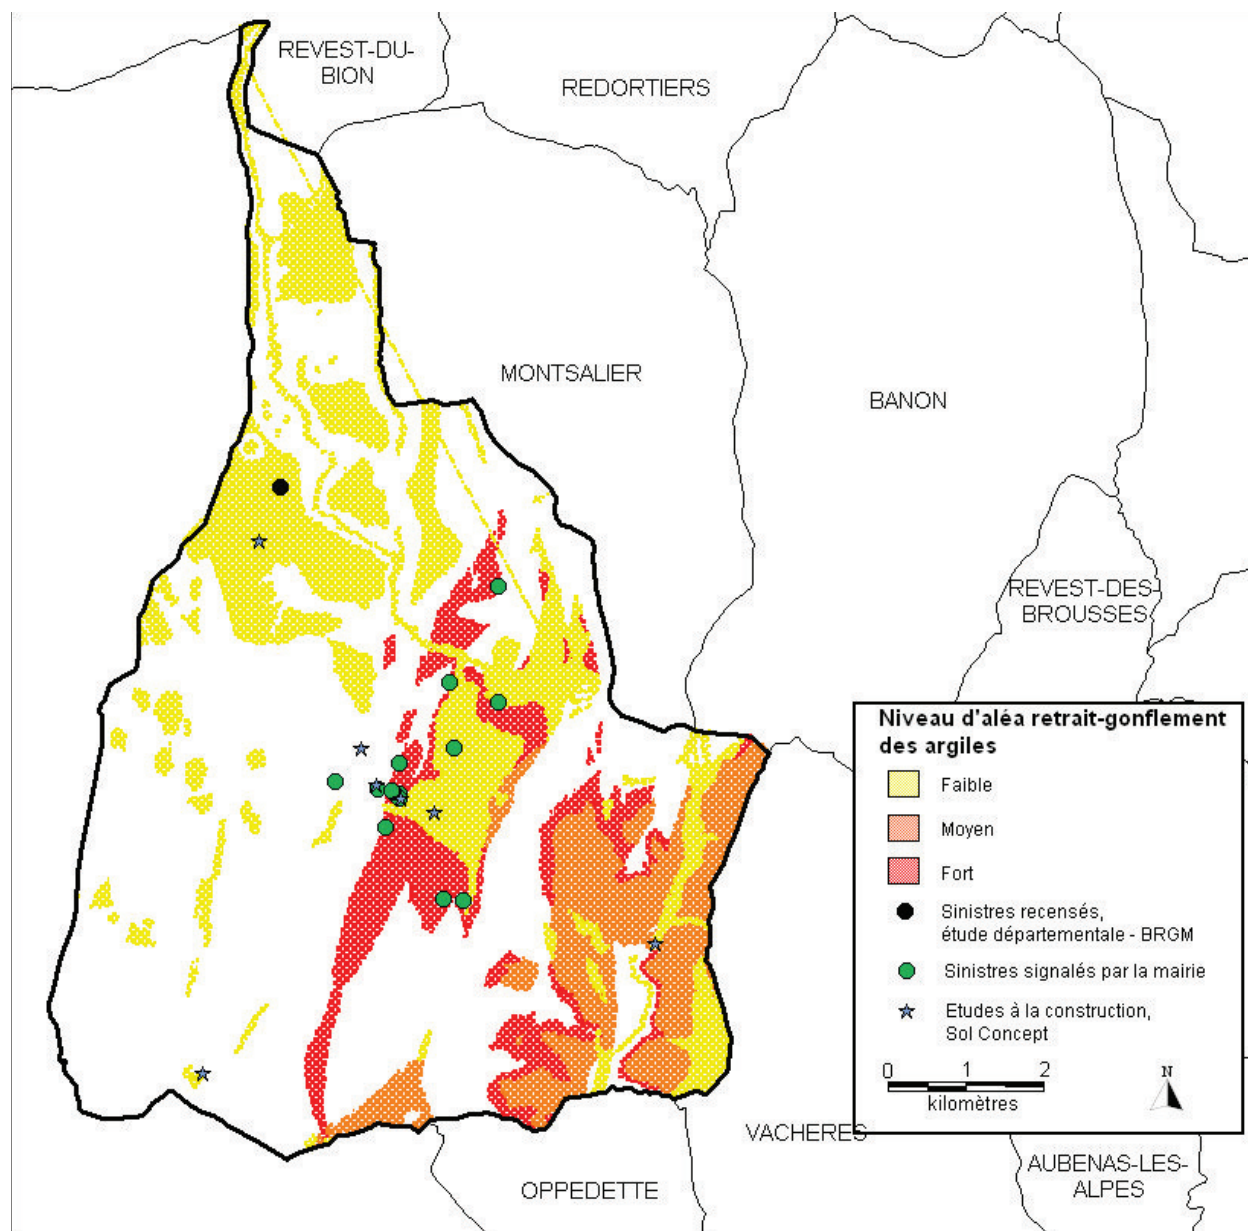 REVEST-DU-
BION
REDORTIERS
MONTSALIER
BANON
REVEST-DES-
BROUSSES
Niveau d'aléa retrait-gonflement
des argiles
Faible
Moyen
Fort
Sinistres recensés,
étude départementale - BRGM
Sinistres signalés par la mairie
Etudes à la construction,
Sol Concept
0 1 2
kilomètres
N
VACHERES
OPPEDETTE
AUBENAS-LES-
ALPES